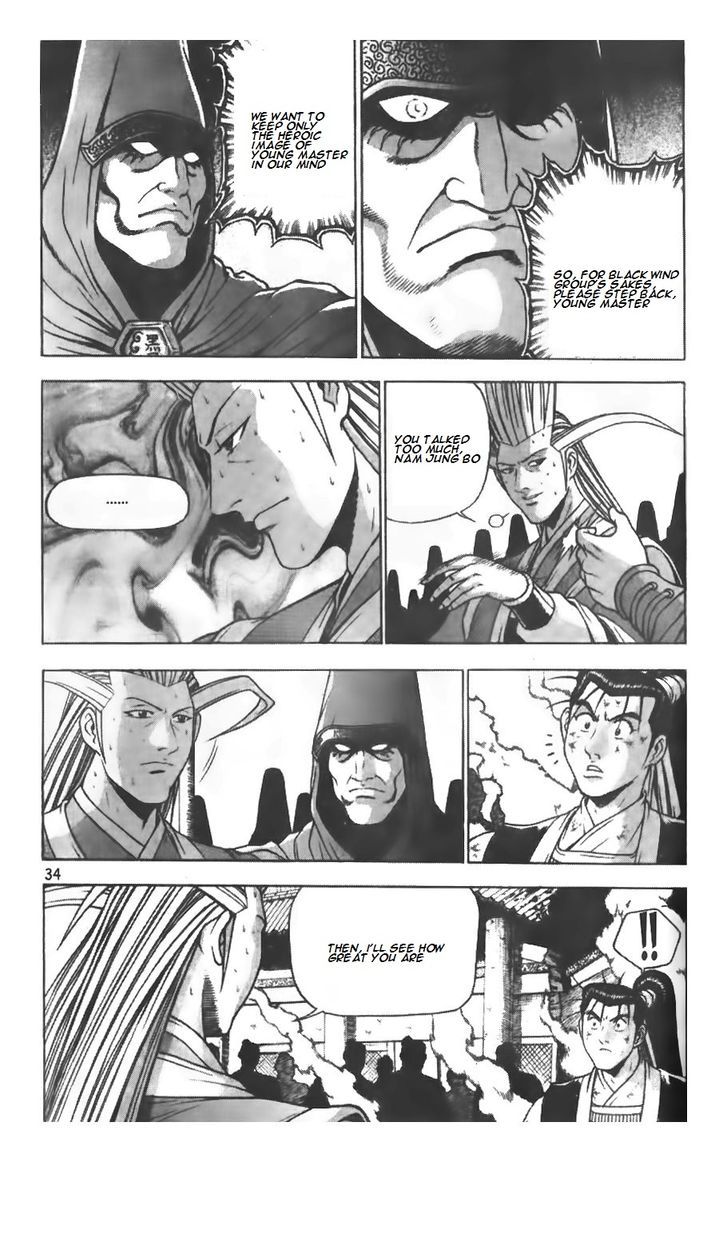 WE WANT TO
KEEP ONLY
THE HEROIC
IMAGE OF
YOUNG MASTER
IN OUR MIND
黑
SO, FOR BLACK WIND
GROUP'S SAKES,
PLEASE STEP BACK,
YOUNG MASTER
......
YOU TALKED
TOO MUCH,
NAM JUNG BO
34
THEN, I'LL SEE HOW
GREAT YOU ARE
!!